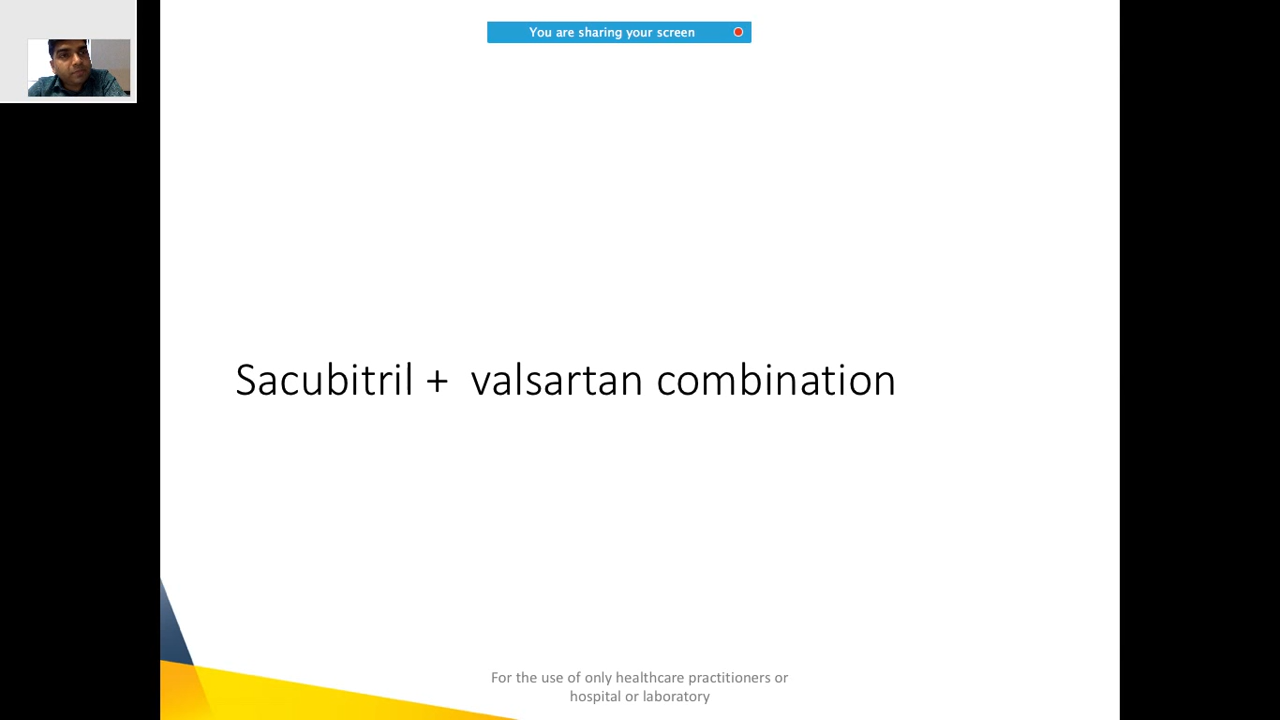 You are sharing your screen
Sacubitril + valsartan combination
For the use of only healthcare practitioners or
hospital or laboratory